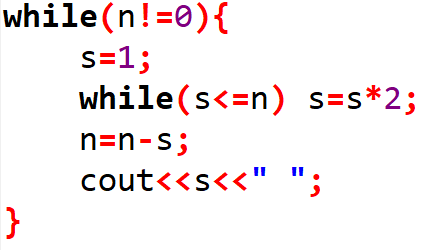 while(n!=0){
    s=1;
    while(s<=n) s=s*2;
    n=n-s;
    cout<<s<<" ";
}